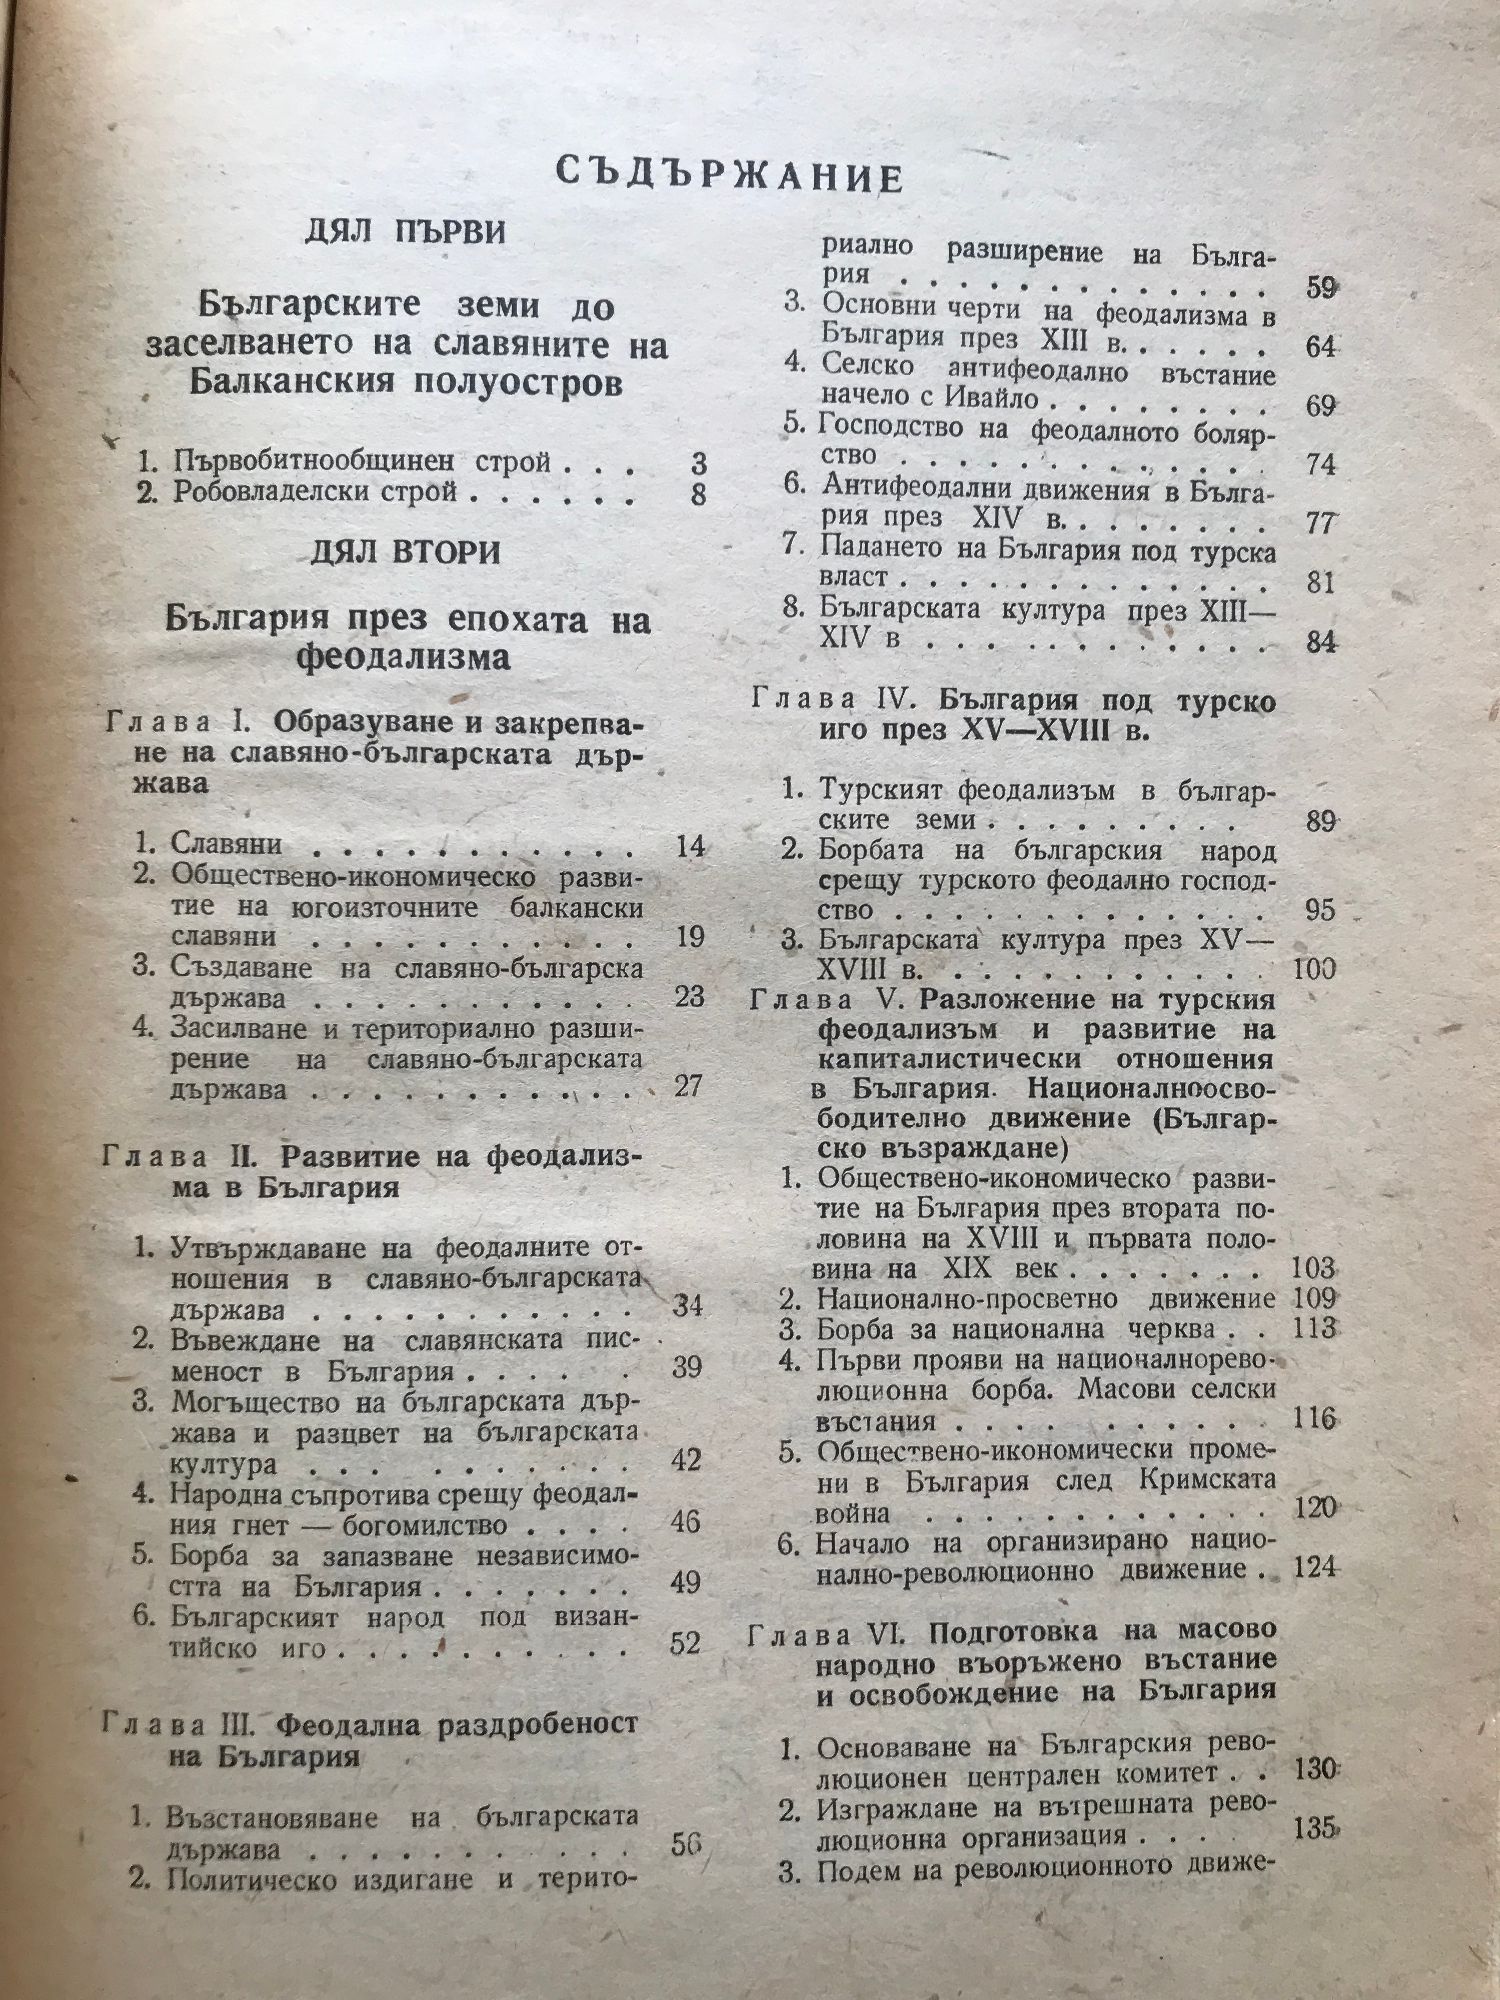 СЪДЪРЖАНИЕ
ДЯЛ ПЪРВИ
Българските земи до
заселването на славяните на
Балканския полуостров
1. Първобитнообщинен строй . . . 3
2. Робовладелски строй . . . . . . 8
ДЯЛ ВТОРИ
България през епохата на
феодализма
Глава I. Образуване и закрепва-
не на славяно-българската дър-
жава
1. Славяни . . . . . . . . . . . 14
2. Обществено-икономическо разви-
тие на югоизточните балкански
славяни . . . . . . . . . . . 19
3. Създаване на славяно-българска
държава . . . . . . . . . . . 23
4. Засилване и териториално разши-
рение на славяно-българската
държава . . . . . . . . . . . 27
Глава II. Развитие на феодализ-
ма в България
1. Утвърждаване на феодалните от-
ношения в славяно-българската
държава . . . . . . . . . . . 34
2. Въвеждане на славянската пис-
меност в България . . . . . 39
3. Могъщество на българската дър-
жава и разцвет на българската
култура . . . . . . . . . . 42
4. Народна съпротива срещу феодал-
ния гнет — богомилство . . . . 46
5. Борба за запазване независимо-
стта на България . . . . . . . 49
6. Българският народ под визан-
тийско иго . . . . . . . . . . 52
Глава III. Феодална раздробеност
на България
1. Възстановяване на българската
държава . . . . . . . . . . 56
2. Политическо издигане и терито-
риално разширение на Бълга-
рия . . . . . . . . . . . . . 59
3. Основни черти на феодализма в
България през XIII в. . . . . . 64
4. Селско антифеодално въстание
начело с Ивайло . . . . . . . . 69
5. Господство на феодалното боляр-
ство . . . . . . . . . . . . . 74
6. Антифеодални движения в Бълга-
рия през XIV в. . . . . . . . 77
7. Падането на България под турска
власт . . . . . . . . . . . . . 81
8. Българската култура през XIII—
XIV в . . . . . . . . . . . . 84
Глава IV. България под турско
иго през XV—XVIII в.
1. Турският феодализъм в българ-
ските земи . . . . . . . . . 89
2. Борбата на българския народ
срещу турското феодално господ-
ство . . . . . . . . . . . . . 95
3. Българската култура през XV—
XVIII в. . . . . . . . . . . . 100
Глава V. Разложение на турския
феодализъм и развитие на
капиталистически отношения
в България. Националноосво-
бодително движение (Българ-
ско възраждане)
1. Обществено-икономическо разви-
тие на България през втората по-
ловина на XVIII и първата поло-
вина на XIX век . . . . . . . 103
2. Национално-просветно движение 109
3. Борба за национална черква . . 113
4. Първи прояви на националнорево-
люционна борба. Масови селски
въстания . . . . . . . . . . 116
5. Обществено-икономически проме-
ни в България след Кримската
война . . . . . . . . . . . . 120
6. Начало на организирано нацио-
нално-революционно движение . 124
Глава VI. Подготовка на масово
народно въоръжено въстание
и освобождение на България
1. Основаване на Българския рево-
люционен централен комитет . . 130
2. Изграждане на вътрешната рево-
люционна организация . . . . 135
3. Подем на революционното движе-